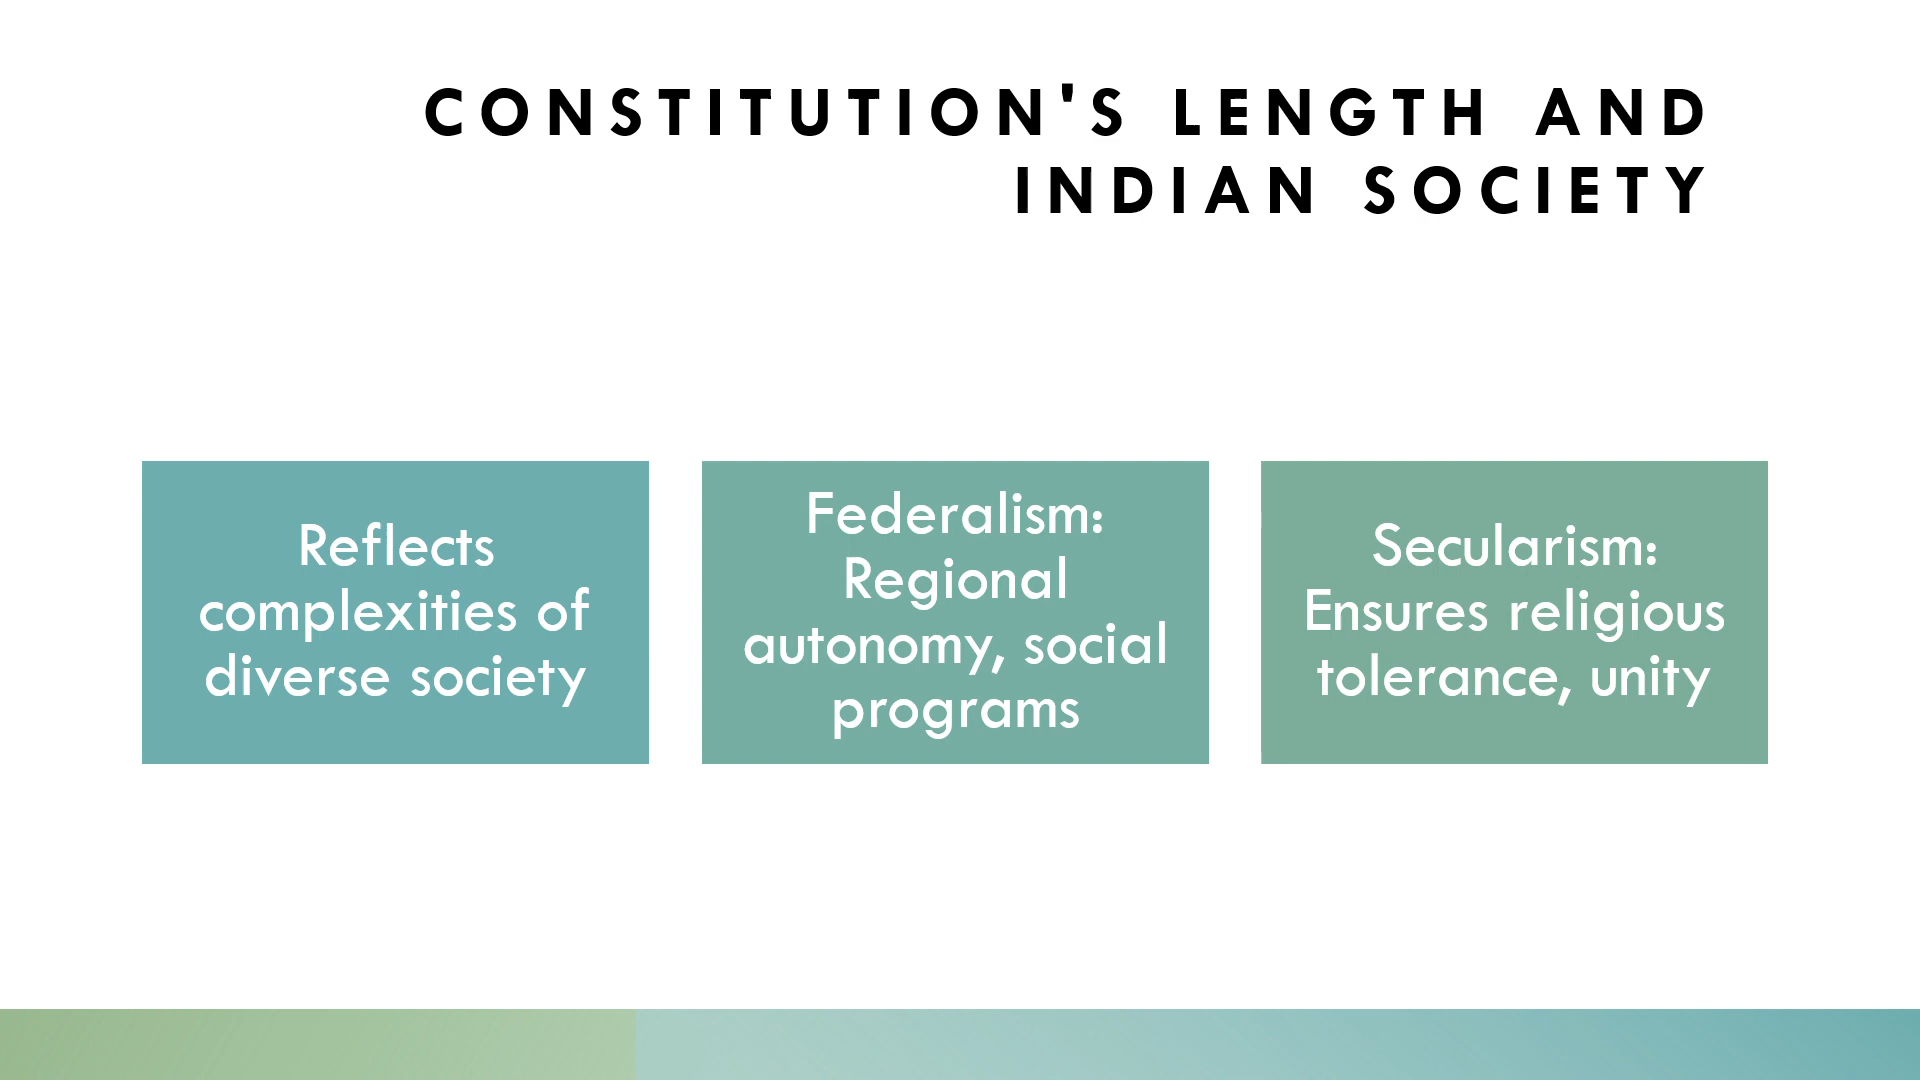 CONSTITUTION'S LENGTH AND
INDIAN SOCIETY
Reflects
complexities of
diverse society
Federalism:
Regional
autonomy, social
programs
Secularism:
Ensures religious
tolerance, unity